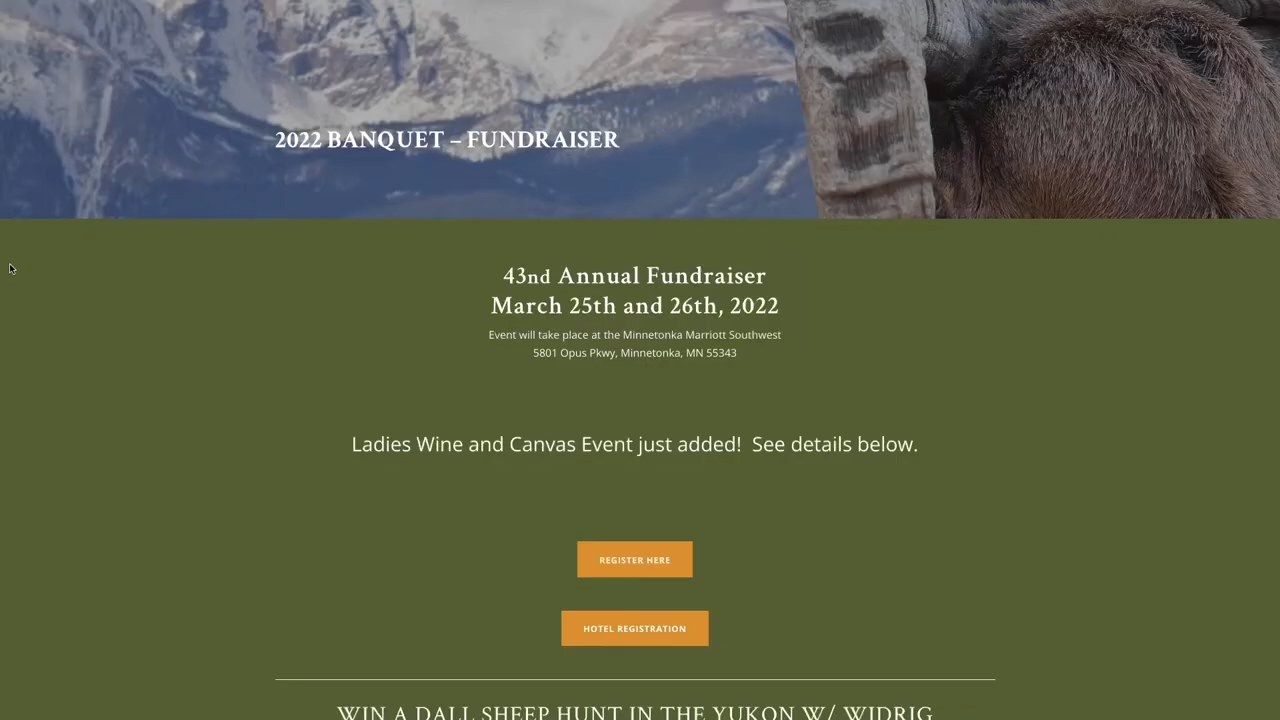 2022 BANQUET – FUNDRAISER
43nd Annual Fundraiser
March 25th and 26th, 2022
Event will take place at the Minnetonka Marriott Southwest
5801 Opus Pkwy, Minnetonka, MN 55343
Ladies Wine and Canvas Event just added!  See details below.
REGISTER HERE
HOTEL REGISTRATION
WIN A DALL SHEEP HUNT IN THE YUKON W/ WIDRIG